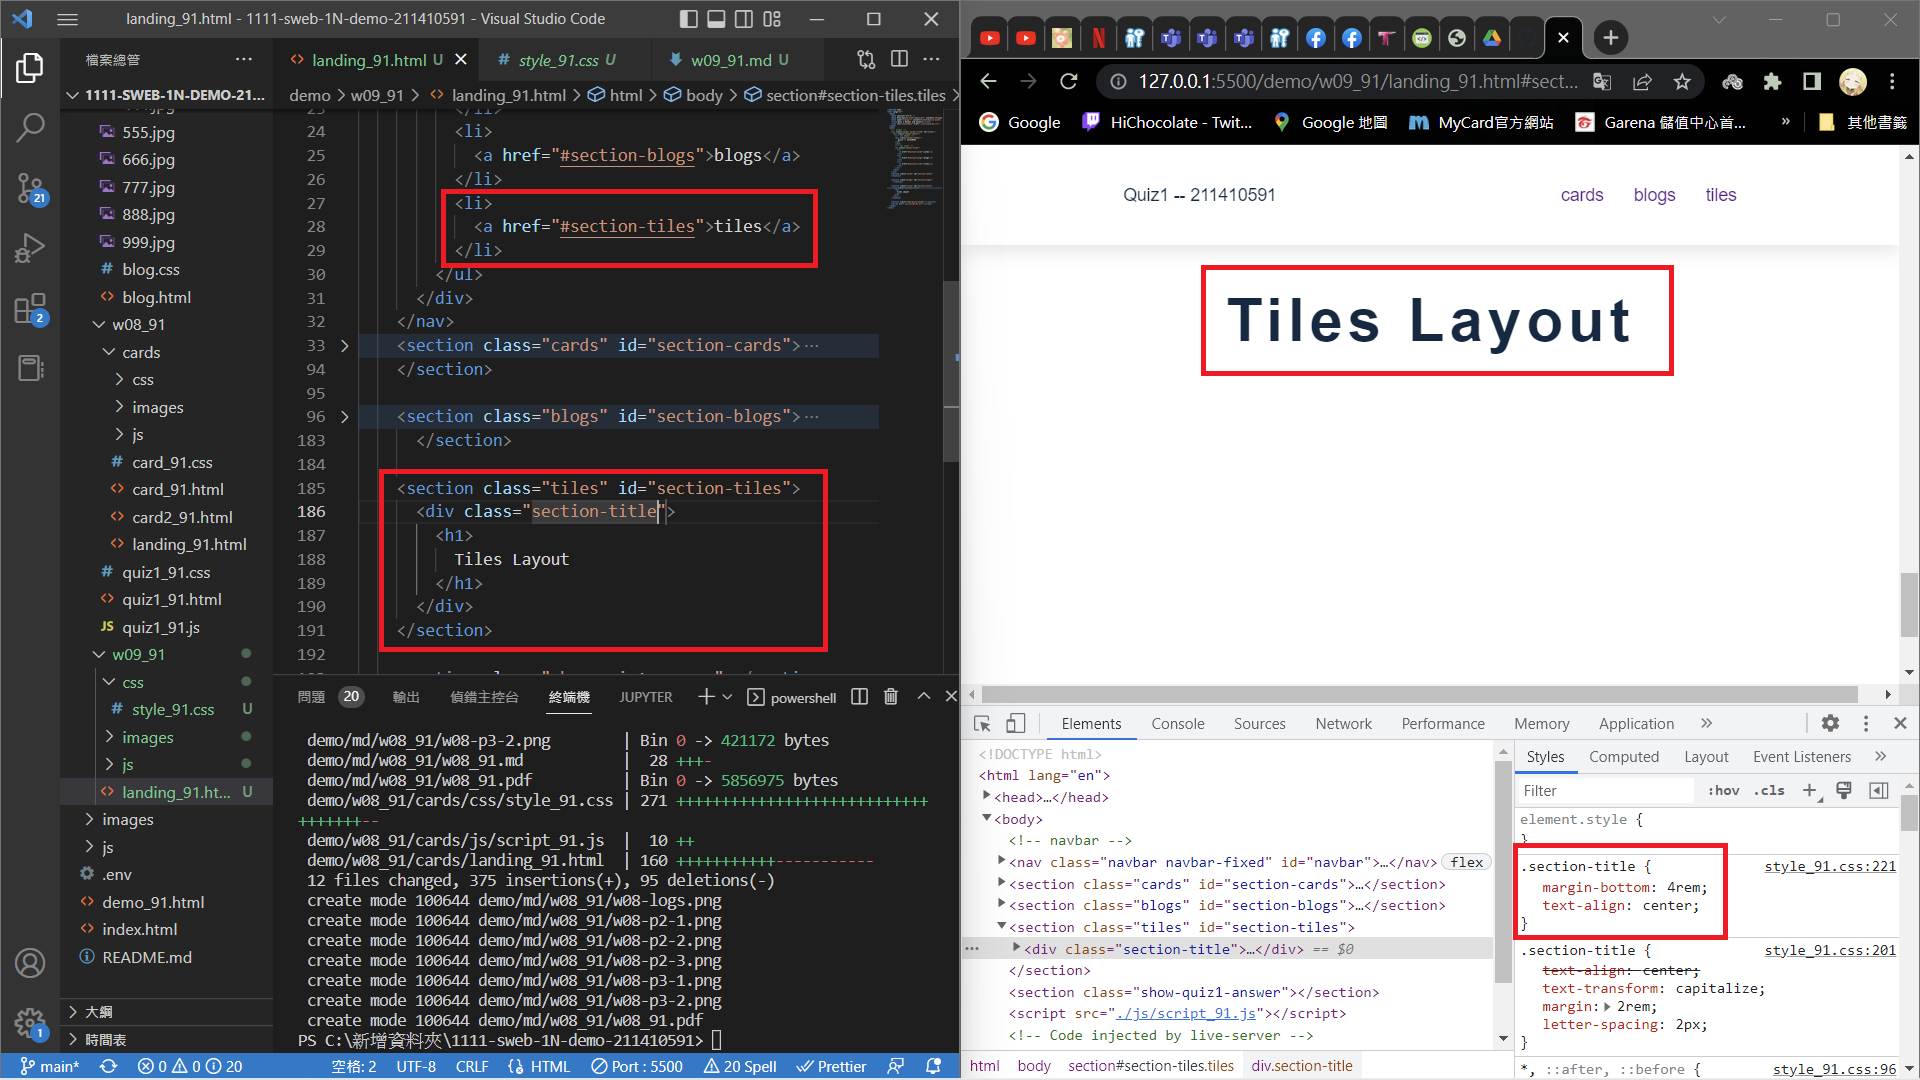 landing_91.html - 1111-sweb-1N-demo-211410591 - Visual Studio Code
檔案總管
1111-SWEB-1N-DEMO-21...
555.jpg
666.jpg
777.jpg
888.jpg
999.jpg
# blog.css
<> blog.html
w08_91
cards
css
images
js
# card_91.css
<> card_91.html
<> card2_91.html
<> landing_91.html
# quiz1_91.css
<> quiz1_91.html
JS quiz1_91.js
w09_91
css
# style_91.css U
images
js
<> landing_91.ht... U
images
js
.env
<> demo_91.html
<> index.html
README.md
大綱
時間表
21
2
1
<> landing_91.html U
# style_91.css U
w09_91.md U
demo > w09_91 > <> landing_91.html > html > body > section#section-tiles.tiles >
23 </li>
24 <li>
25 <a href="#section-blogs">blogs</a>
26 </li>
27 <li>
28 <a href="#section-tiles">tiles</a>
29 </li>
30 </ul>
31 </div>
32 </nav>
33 <section class="cards" id="section-cards">...
94 </section>
95
96 <section class="blogs" id="section-blogs">...
183 </section>
184
185 <section class="tiles" id="section-tiles">
186 <div class="section-title">
187 <h1>
188 Tiles Layout
189 </h1>
190 </div>
191 </section>
192
問題 20 輸出 偵錯主控台 終端機 JUPYTER powershell
demo/md/w08_91/w08-p3-2.png | Bin 0 -> 421172 bytes
demo/md/w08_91/w08_91.md | 28 +++-
demo/md/w08_91/w08_91.pdf | Bin 0 -> 5856975 bytes
demo/w08_91/cards/css/style_91.css | 271 ++++++++++++++++++++++++++++
+++++++--
demo/w08_91/cards/js/script_91.js | 10 ++
demo/w08_91/cards/landing_91.html | 160 +++++++++++-----------
12 files changed, 375 insertions(+), 95 deletions(-)
create mode 100644 demo/md/w08_91/w08-logs.png
create mode 100644 demo/md/w08_91/w08-p2-1.png
create mode 100644 demo/md/w08_91/w08-p2-2.png
create mode 100644 demo/md/w08_91/w08-p2-3.png
create mode 100644 demo/md/w08_91/w08-p3-1.png
create mode 100644 demo/md/w08_91/w08-p3-2.png
create mode 100644 demo/md/w08_91/w08_91.pdf
PS C:\新增資料夾\1111-sweb-1N-demo-211410591>
main* 0 0 20 空格: 2 UTF-8 CRLF HTML Port : 5500 20 Spell Prettier
127.0.0.1:5500/demo/w09_91/landing_91.html#sect...
Google HiChocolate - Twit... Google 地圖 MyCard官方網站 Garena 儲值中心首... » 其他書籤
Quiz1 -- 211410591
cards blogs tiles
Tiles Layout
Elements Console Sources Network Performance Memory Application »
<!DOCTYPE html>
<html lang="en">
<head>…</head>
<body>
<!-- navbar -->
<nav class="navbar navbar-fixed" id="navbar">…</nav> flex
<section class="cards" id="section-cards">…</section>
<section class="blogs" id="section-blogs">…</section>
<section class="tiles" id="section-tiles">
<div class="section-title">…</div> == $0
</section>
<section class="show-quiz1-answer"></section>
<script src="./js/script_91.js"></script>
<!-- Code injected by live-server -->
html body section#section-tiles.tiles div.section-title
Styles Computed Layout Event Listeners »
Filter :hov .cls
element.style {
}
.section-title { style_91.css:221
margin-bottom: 4rem;
text-align: center;
}
.section-title { style_91.css:201
text-align: center;
text-transform: capitalize;
margin: 2rem;
letter-spacing: 2px;
}
*, ::after, ::before { style_91.css:96